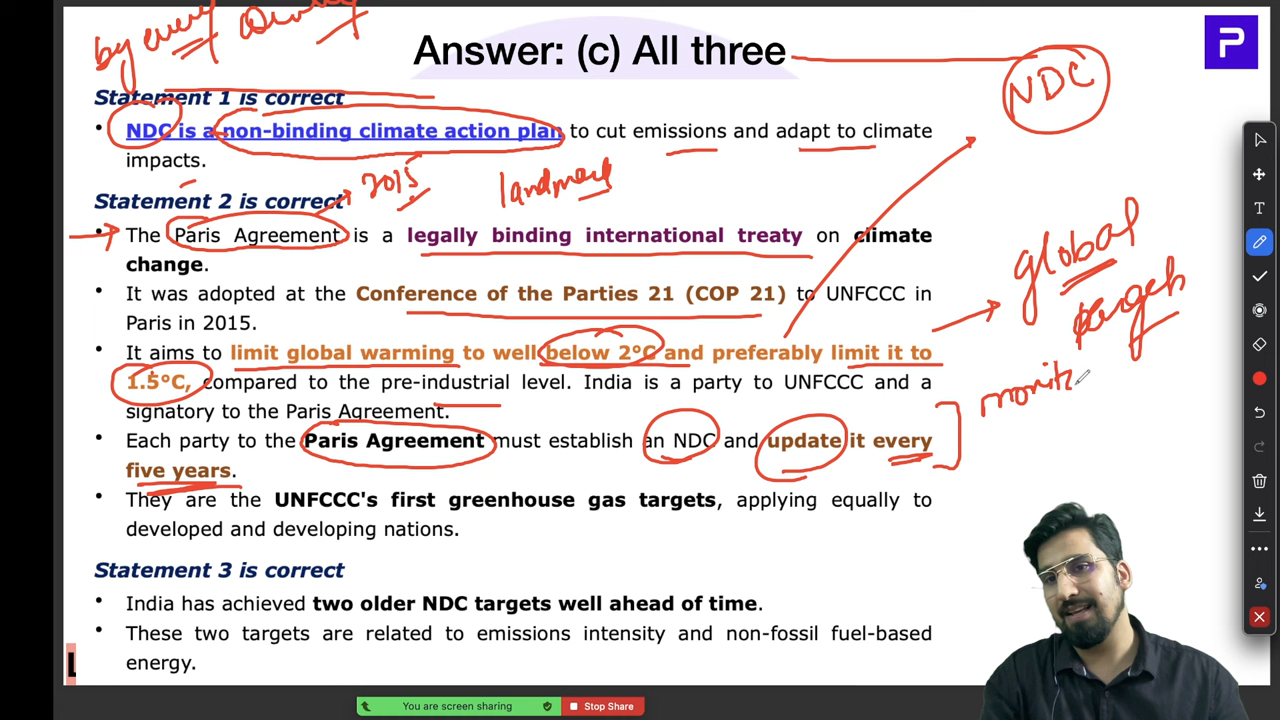 by every Country
Answer: (c) All three
P
NDC
Statement 1 is correct
• NDC is a non-binding climate action plan to cut emissions and adapt to climate
impacts.
2015
landmark
Statement 2 is correct
• The Paris Agreement is a legally binding international treaty on climate
change.
• It was adopted at the Conference of the Parties 21 (COP 21) to UNFCCC in
Paris in 2015.
global
targets
• It aims to limit global warming to well below 2°C and preferably limit it to
1.5°C, compared to the pre-industrial level. India is a party to UNFCCC and a
signatory to the Paris Agreement.
monit
• Each party to the Paris Agreement must establish an NDC and update it every
five years.
• They are the UNFCCC's first greenhouse gas targets, applying equally to
developed and developing nations.
Statement 3 is correct
• India has achieved two older NDC targets well ahead of time.
• These two targets are related to emissions intensity and non-fossil fuel-based
energy.
L
You are screen sharing
Stop Share